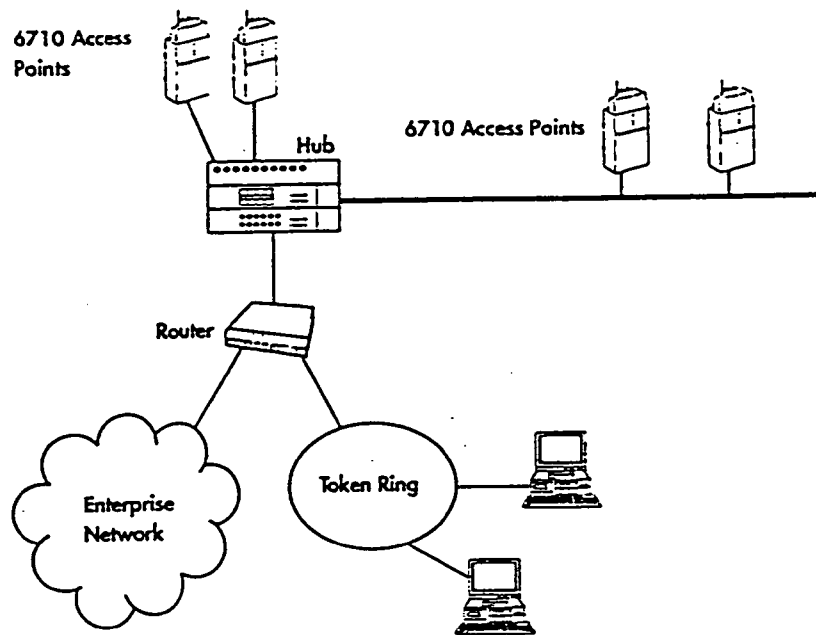 6710 Access
Points
6710 Access Points
Hub
Router
Enterprise
Network
Token Ring